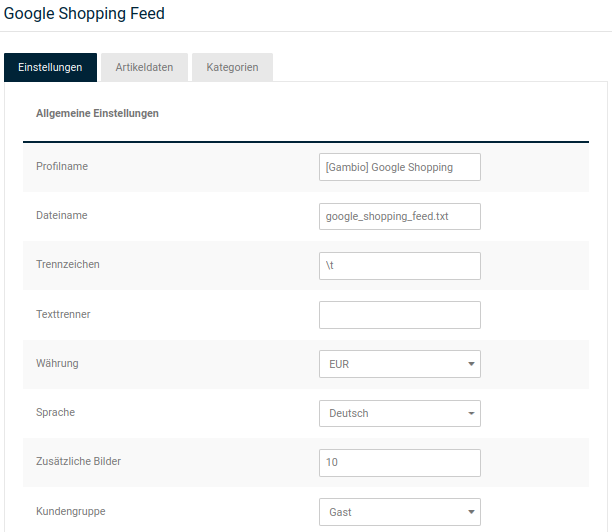 Google Shopping Feed
Einstellungen Artikeldaten Kategorien
Allgemeine Einstellungen
Profilname [Gambio] Google Shopping
Dateiname google_shopping_feed.txt
Trennzeichen \t
Texttrenner
Währung EUR
Sprache Deutsch
Zusätzliche Bilder 10
Kundengruppe Gast